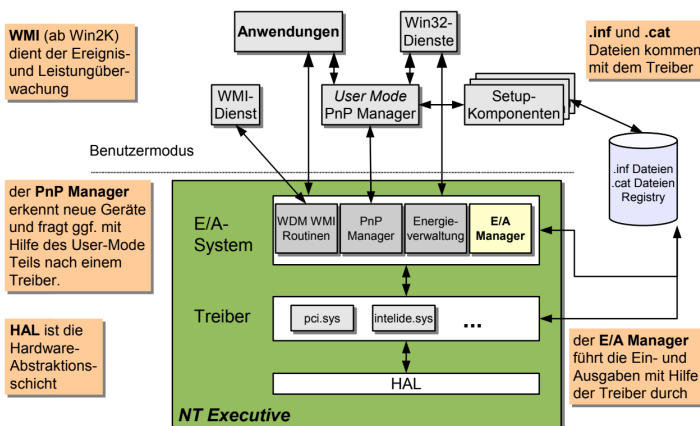 WMI (ab Win2K)
dient der Ereignis-
und Leistungüber-
wachung
Anwendungen
Win32-
Dienste
.inf und .cat
Dateien kommen
mit dem Treiber
WMI-
Dienst
User Mode
PnP Manager
Setup-
Komponenten
Benutzermodus
.inf Dateien
.cat Dateien
Registry
der PnP Manager
erkennt neue Geräte
und fragt ggf. mit
Hilfe des User-Mode
Teils nach einem
Treiber.
E/A-
System
WDM WMI
Routinen
PnP
Manager
Energie-
verwaltung
E/A
Manager
Treiber
pci.sys
intelide.sys
...
HAL ist die
Hardware-
Abstraktions-
schicht
der E/A Manager
führt die Ein- und
Ausgaben mit Hilfe
der Treiber durch
HAL
NT Executive